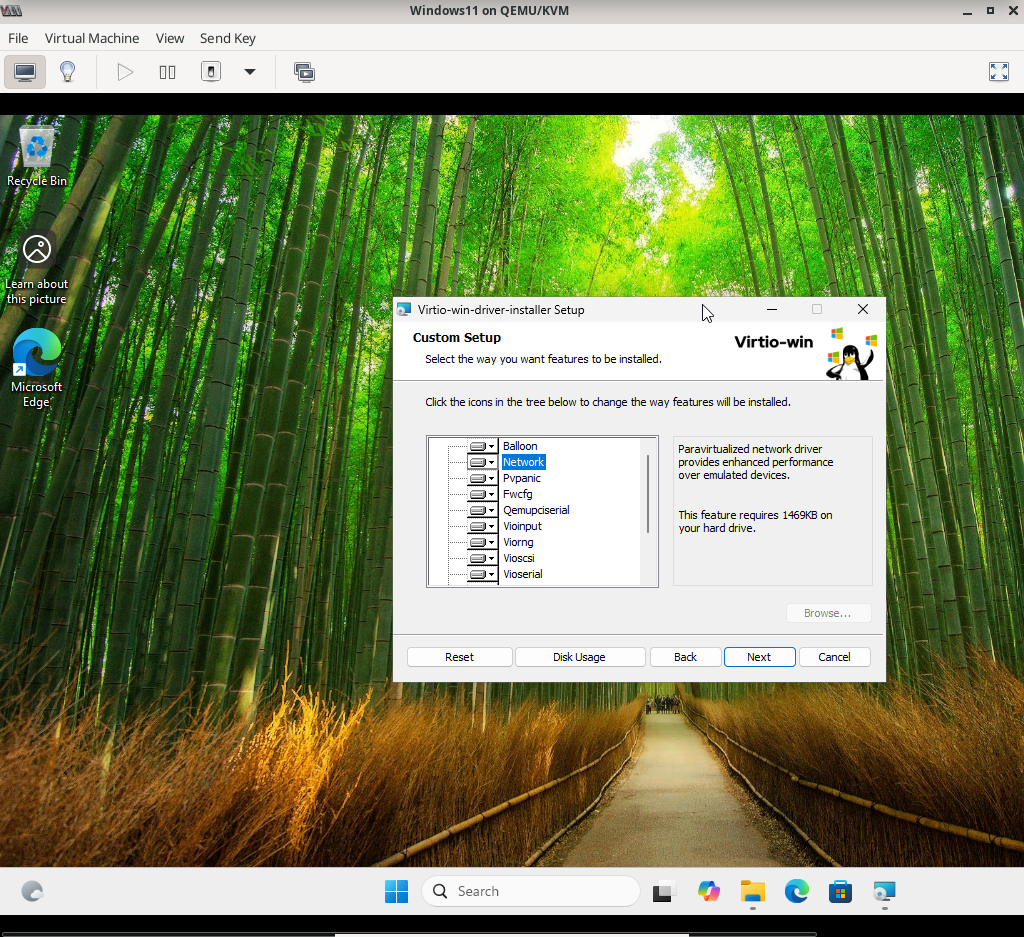 Windows11 on QEMU/KVM
File Virtual Machine View Send Key
Recycle Bin
Learn about
this picture
Microsoft
Edge
Virtio-win-driver-installer Setup
Custom Setup
Select the way you want features to be installed.
Virtio-win
Click the icons in the tree below to change the way features will be installed.
Balloon
Network
Pvpanic
Fwcfg
Qemupciserial
Vioinput
Viorng
Vioscsi
Vioserial
Paravirtualized network driver
provides enhanced performance
over emulated devices.
This feature requires 1469KB on
your hard drive.
Browse...
Reset Disk Usage Back Next Cancel
Search